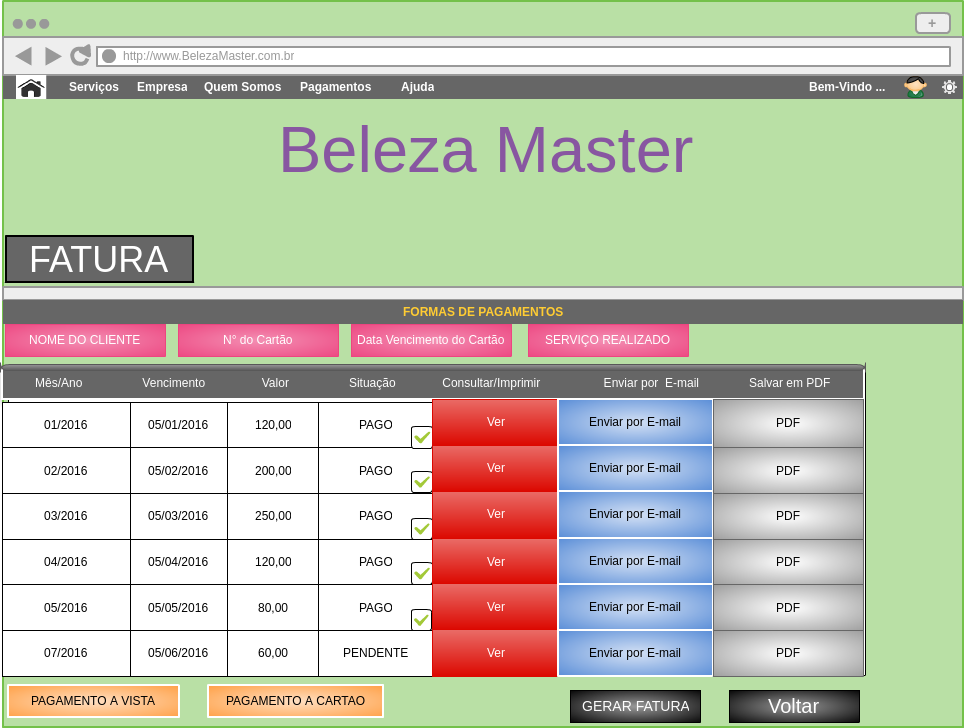 +
http://www.BelezaMaster.com.br
Serviços Empresa Quem Somos Pagamentos Ajuda Bem-Vindo ...
Beleza Master
FATURA
FORMAS DE PAGAMENTOS
NOME DO CLIENTE N° do Cartão Data Vencimento do Cartão SERVIÇO REALIZADO
Mês/Ano Vencimento Valor Situação Consultar/Imprimir Enviar por E-mail Salvar em PDF
01/2016 05/01/2016 120,00 PAGO Ver Enviar por E-mail PDF
02/2016 05/02/2016 200,00 PAGO Ver Enviar por E-mail PDF
03/2016 05/03/2016 250,00 PAGO Ver Enviar por E-mail PDF
04/2016 05/04/2016 120,00 PAGO Ver Enviar por E-mail PDF
05/2016 05/05/2016 80,00 PAGO Ver Enviar por E-mail PDF
07/2016 05/06/2016 60,00 PENDENTE Ver Enviar por E-mail PDF
PAGAMENTO A VISTA PAGAMENTO A CARTAO GERAR FATURA Voltar